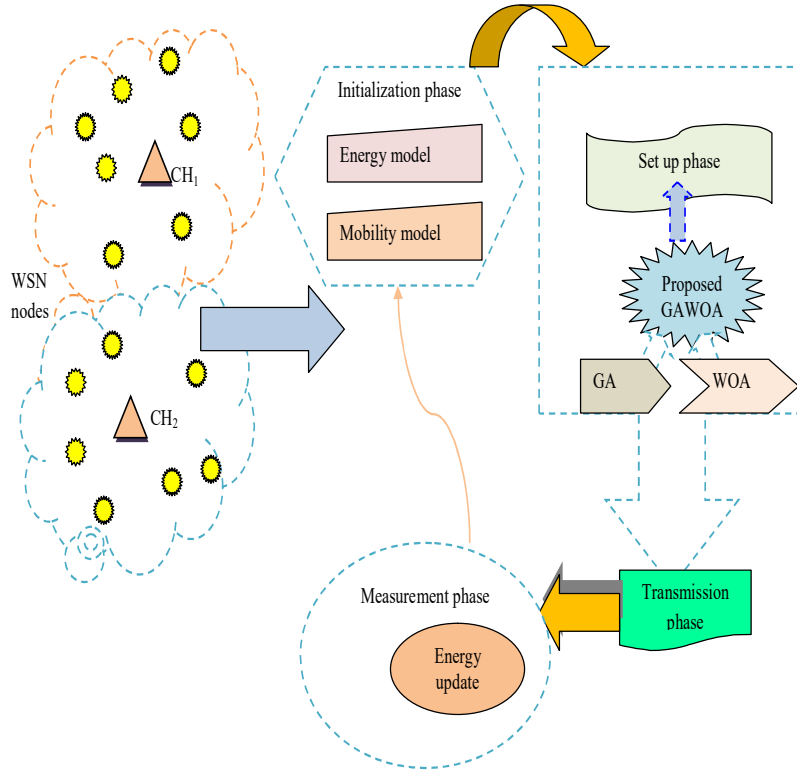 Initialization phase
Energy model
Mobility model
CH1
WSN
nodes
CH2
Set up phase
Proposed
GAWOA
GA
WOA
Transmission
phase
Measurement phase
Energy
update